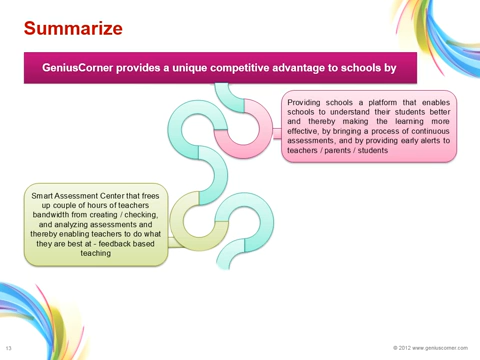 Summarize
GeniusCorner provides a unique competitive advantage to schools by
Providing schools a platform that enables
schools to understand their students better
and thereby making the learning more
effective, by bringing a process of continuous
assessments, and by providing early alerts to
teachers / parents / students
Smart Assessment Center that frees
up couple of hours of teachers
bandwidth from creating / checking,
and analyzing assessments and
thereby enabling teachers to do what
they are best at - feedback based
teaching
13
© 2012 www.geniuscorner.com